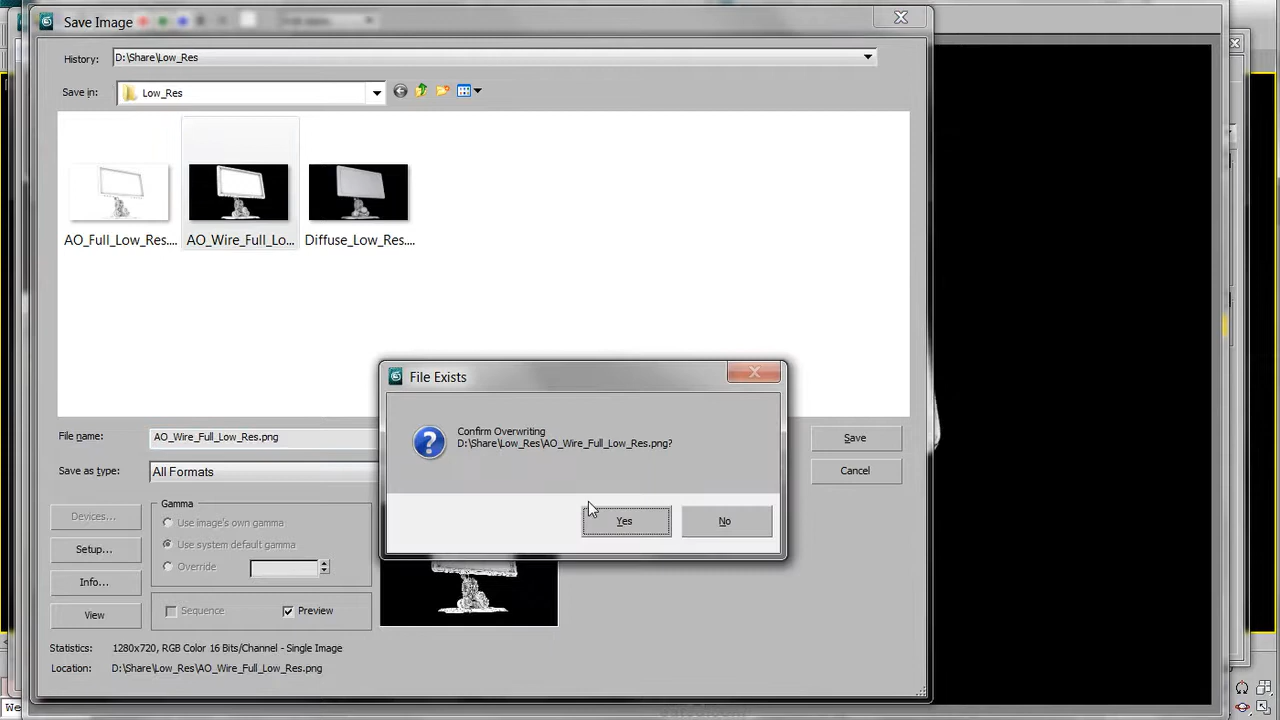 Save Image
History:
D:\Share\Low_Res
Save in:
Low_Res
AO_Full_Low_Res....
AO_Wire_Full_Lo...
Diffuse_Low_Res....
File Exists
Confirm Overwriting
D:\Share\Low_Res\AO_Wire_Full_Low_Res.png?
Yes
No
File name:
AO_Wire_Full_Low_Res.png
Save
Save as type:
All Formats
Cancel
Devices...
Setup...
Info...
View
Gamma
Use image's own gamma
Use system default gamma
Override
Sequence
Preview
Statistics:
1280x720, RGB Color 16 Bits/Channel - Single Image
Location:
D:\Share\Low_Res\AO_Wire_Full_Low_Res.png
We